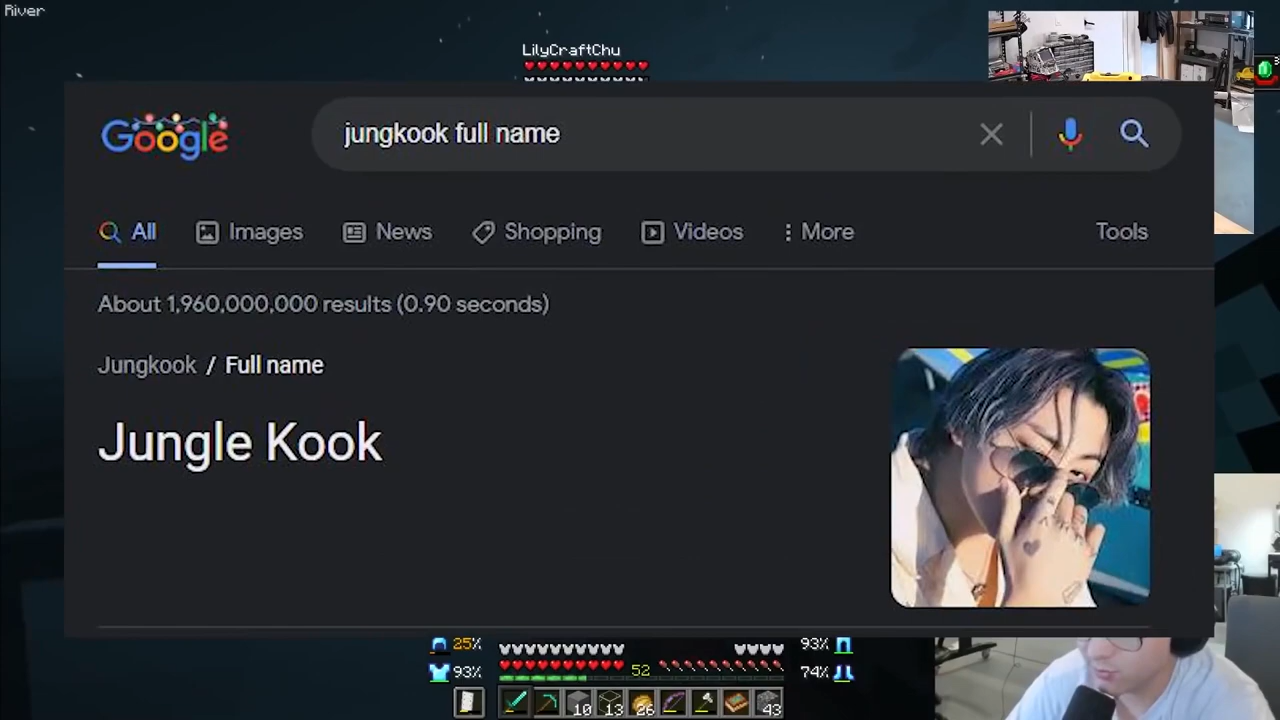 River
LilyCraftChu
Google
jungkook full name
All
Images
News
Shopping
Videos
More
Tools
About 1,960,000,000 results (0.90 seconds)
Jungkook / Full name
Jungle Kook
25%
93%
93%
52
74%
10
13
26
43
3